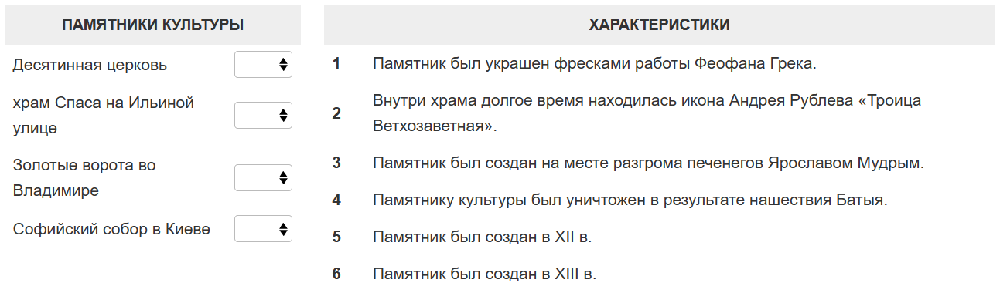 ПАМЯТНИКИ КУЛЬТУРЫ
Десятинная церковь
храм Спаса на Ильиной
улице
Золотые ворота во
Владимире
Софийский собор в Киеве
ХАРАКТЕРИСТИКИ
1 Памятник был украшен фресками работы Феофана Грека.
2 Внутри храма долгое время находилась икона Андрея Рублева «Троица
Ветхозаветная».
3 Памятник был создан на месте разгрома печенегов Ярославом Мудрым.
4 Памятнику культуры был уничтожен в результате нашествия Батыя.
5 Памятник был создан в XII в.
6 Памятник был создан в XIII в.